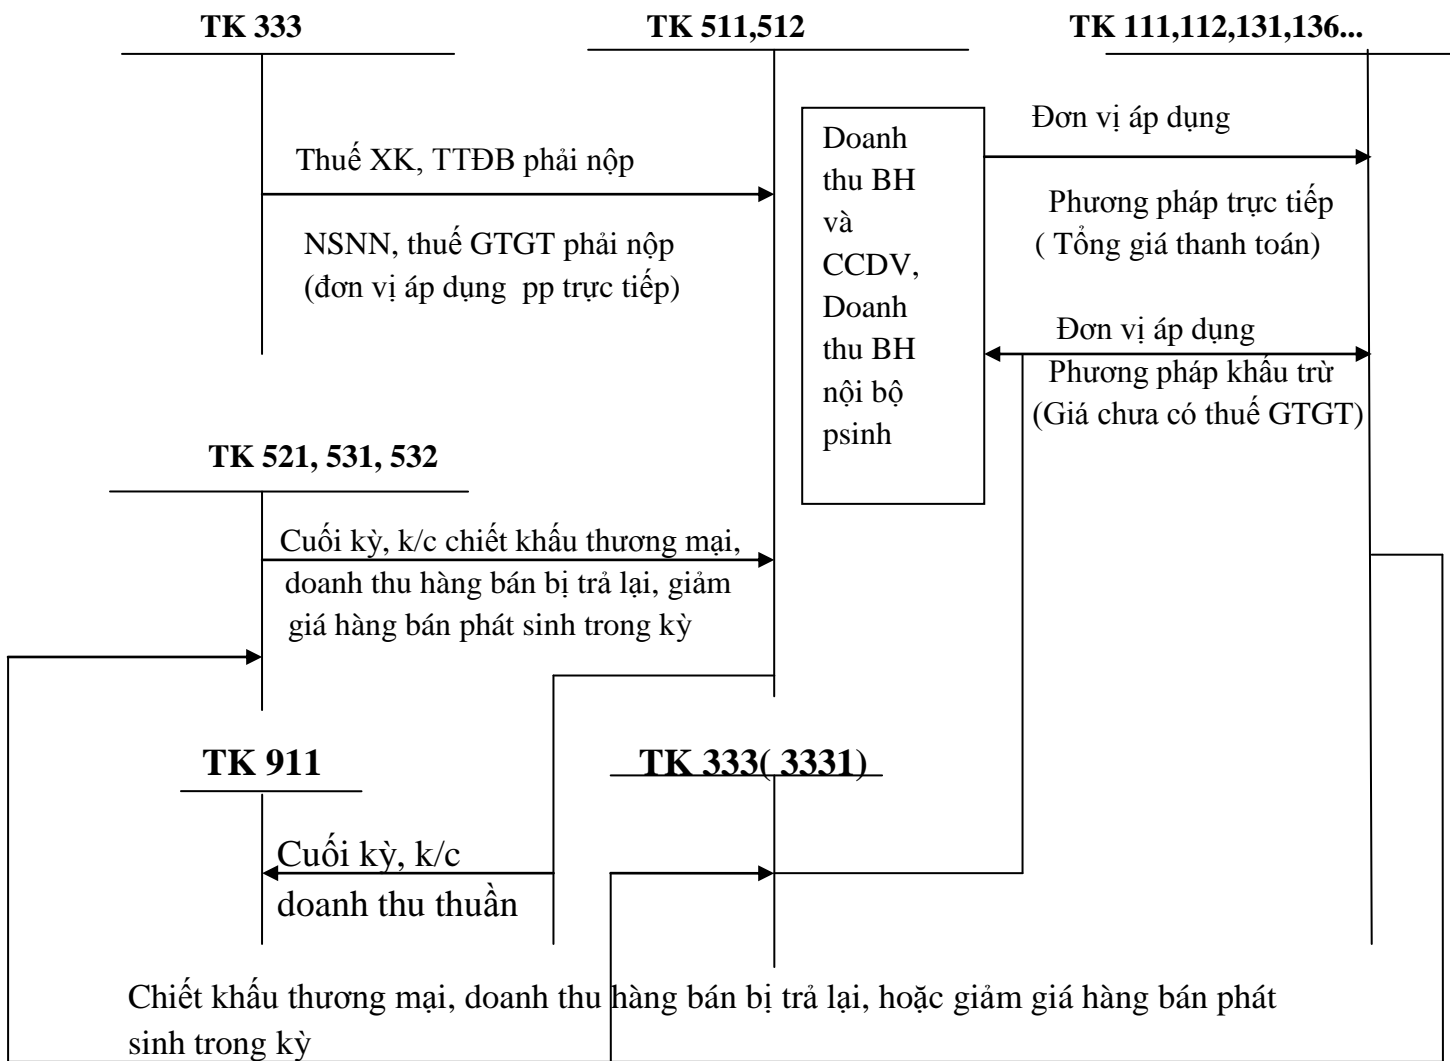 TK 333
TK 511,512
TK 111,112,131,136...
Thuế XK, TTĐB phải nộp
NSNN, thuế GTGT phải nộp
(đơn vị áp dụng pp trực tiếp)
Doanh
thu BH
và
CCDV,
Doanh
thu BH
nội bộ
psinh
Đơn vị áp dụng
Phương pháp trực tiếp
( Tổng giá thanh toán)
Đơn vị áp dụng
Phương pháp khấu trừ
(Giá chưa có thuế GTGT)
TK 521, 531, 532
Cuối kỳ, k/c chiết khấu thương mại,
doanh thu hàng bán bị trả lại, giảm
giá hàng bán phát sinh trong kỳ
TK 911
TK 333( 3331)
Cuối kỳ, k/c
doanh thu thuần
Chiết khấu thương mại, doanh thu hàng bán bị trả lại, hoặc giảm giá hàng bán phát
sinh trong kỳ